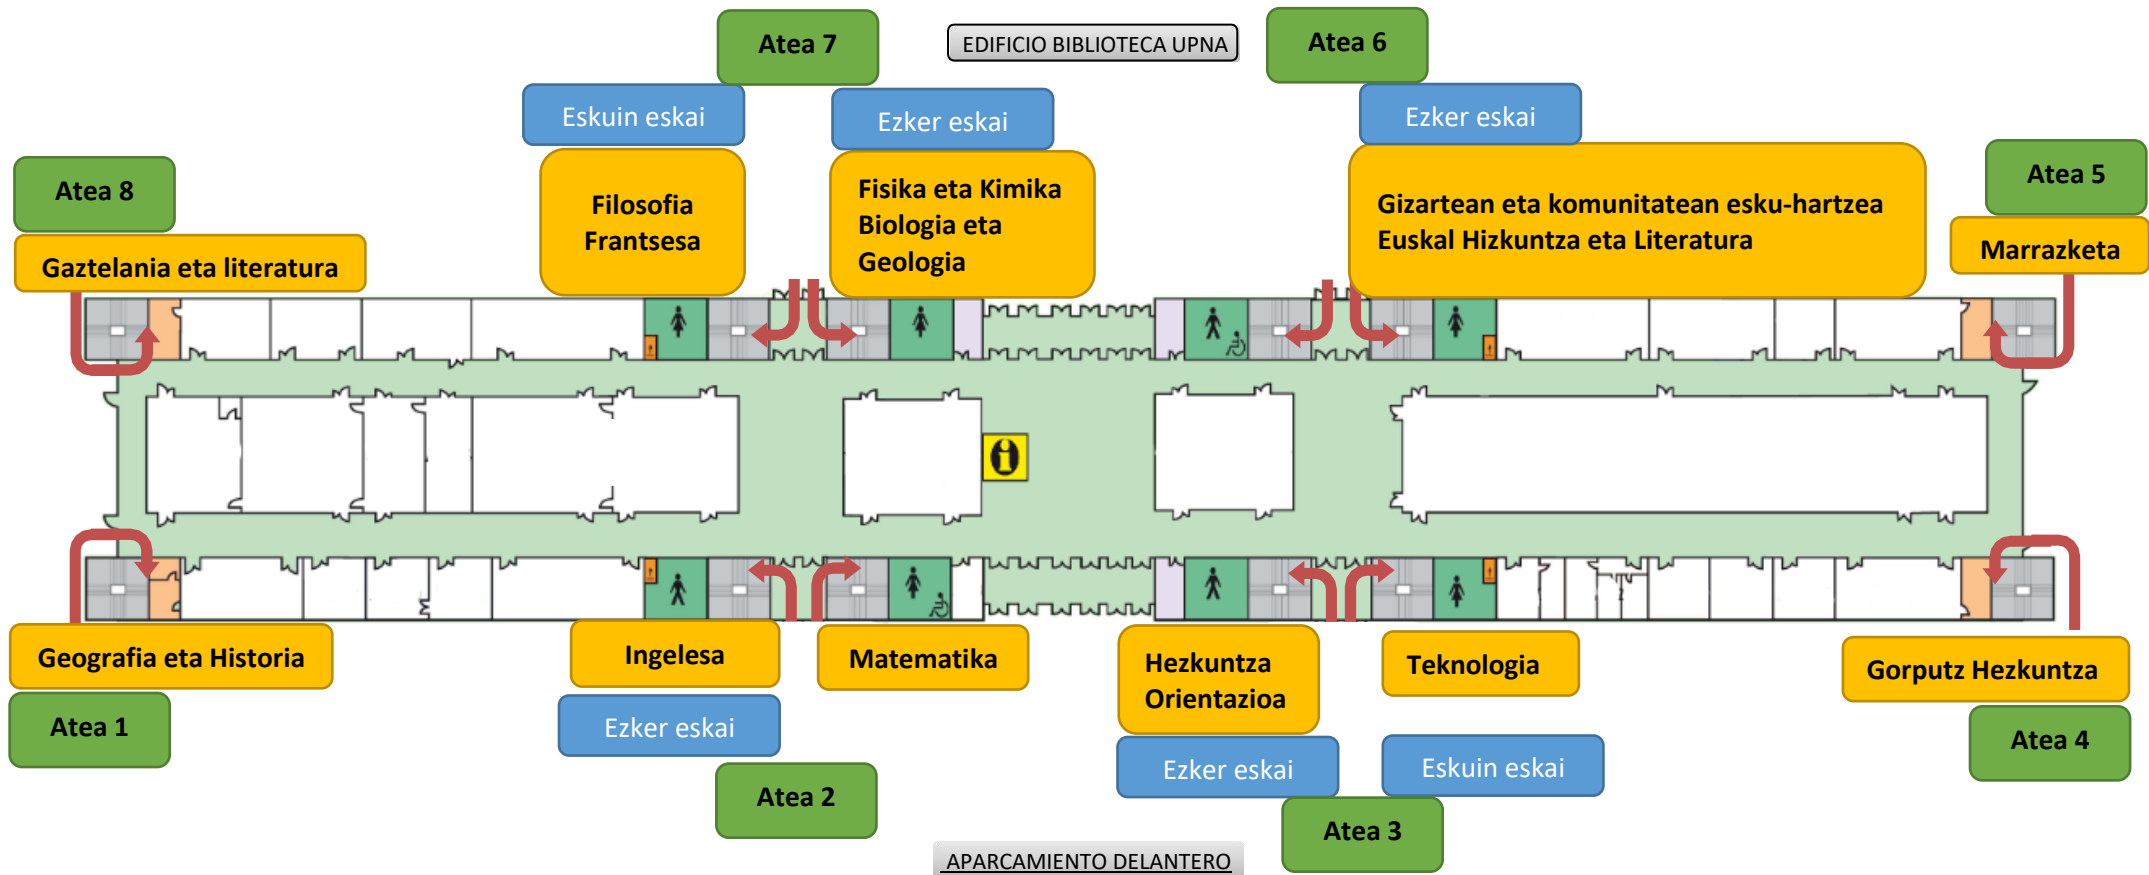 Atea 7
EDIFICIO BIBLIOTECA UPNA
Atea 6
Eskuin eskai
Ezker eskai
Ezker eskai
Atea 8
Filosofia
Frantsesa
Fisika eta Kimika
Biologia eta
Geologia
Gizartean eta komunitatean esku-hartzea
Euskal Hizkuntza eta Literatura
Atea 5
Gaztelania eta literatura
Marrazketa
i
Geografia eta Historia
Ingelesa
Matematika
Hezkuntza
Orientazioa
Teknologia
Gorputz Hezkuntza
Atea 1
Ezker eskai
Ezker eskai
Eskuin eskai
Atea 4
Atea 2
Atea 3
APARCAMIENTO DELANTERO